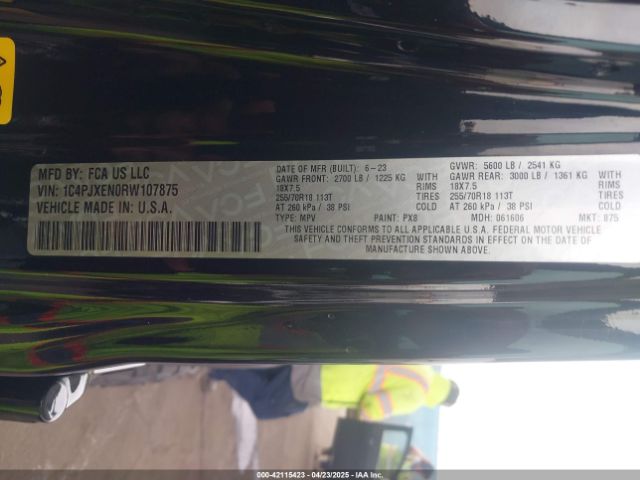 MFD BY: FCA US LLC
VIN: 1C4PJXEN0RW107875
VEHICLE MADE IN U.S.A.
DATE OF MFR (BUILT): 6-23
GAWR FRONT: 2700 LB / 1225 KG WITH
18X7.5 RIMS
255/70R18 113T TIRES
AT 260 kPa / 38 PSI COLD
GVWR: 5600 LB / 2541 KG
GAWR REAR: 3000 LB / 1361 KG WITH
18X7.5 RIMS
255/70R18 113T TIRES
AT 260 kPa / 38 PSI COLD
TYPE: MPV PAINT: PX8 MDH: 061606 MKT: 875
THIS VEHICLE CONFORMS TO ALL APPLICABLE U.S.A. FEDERAL MOTOR
VEHICLE SAFETY, BUMPER, AND THEFT PREVENTION STANDARDS IN EFFECT ON THE DATE OF
MANUFACTURE SHOWN ABOVE.
000-42115423 | 04/23/2025 | IAAI.COM